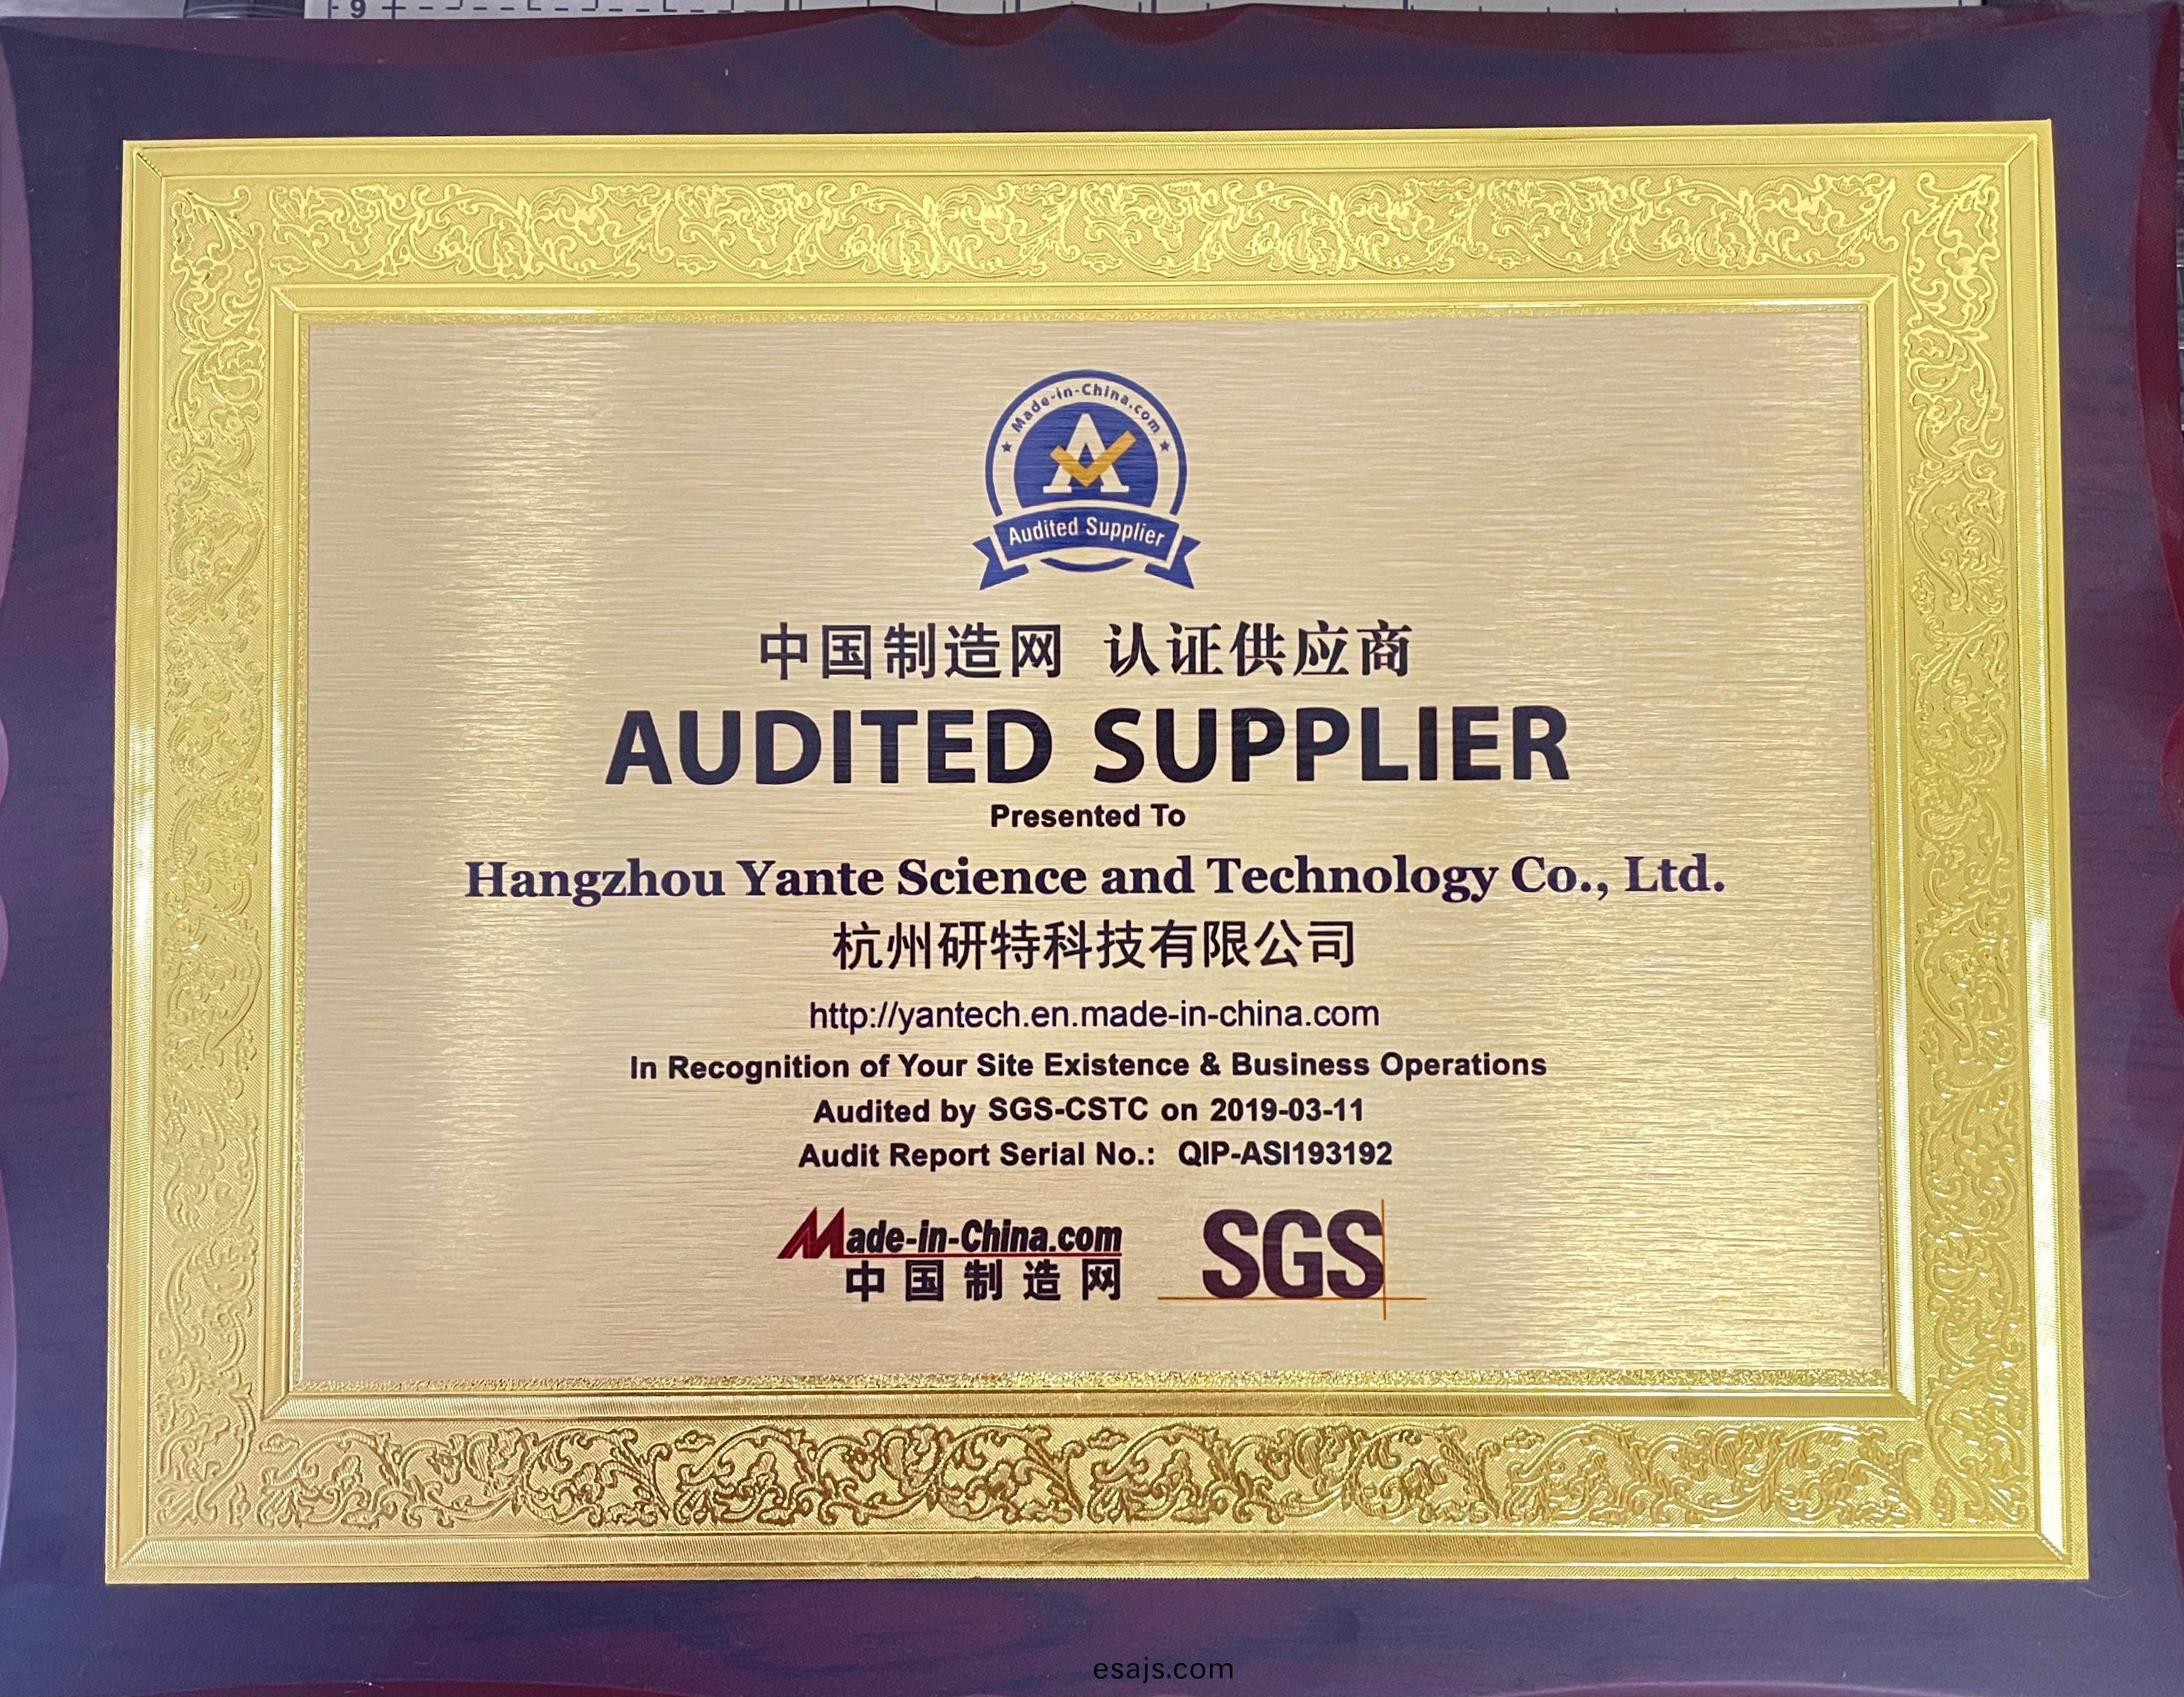 9
Made-in-China.com
A
Audited Supplier
中国制造网 认证供应商
AUDITED SUPPLIER
Presented To
Hangzhou Yante Science and Technology Co., Ltd.
杭州研特科技有限公司
http://yantech.en.made-in-china.com
In Recognition of Your Site Existence & Business Operations
Audited by SGS-CSTC on 2019-03-11
Audit Report Serial No.: QIP-ASI193192
Made-in-China.com
中国制造网
SGS
esajs.com